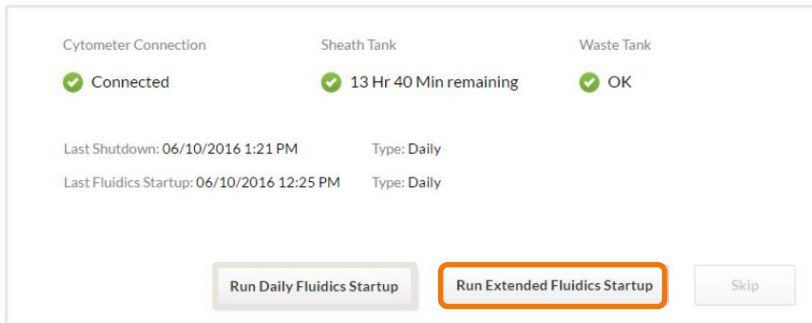 Cytometer Connection Sheath Tank Waste Tank
Connected 13 Hr 40 Min remaining OK
Last Shutdown: 06/10/2016 1:21 PM Type: Daily
Last Fluidics Startup: 06/10/2016 12:25 PM Type: Daily
Run Daily Fluidics Startup Run Extended Fluidics Startup Skip